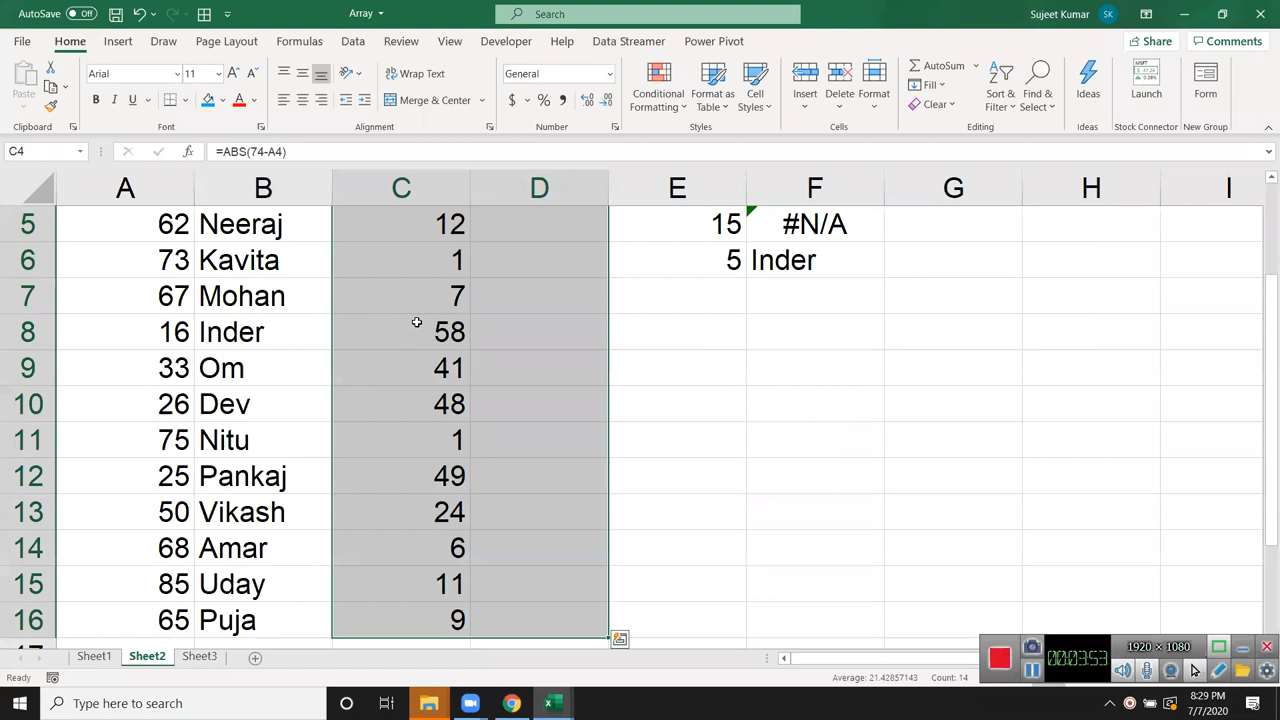 AutoSave Off Array Search Sujeet Kumar SK
File Home Insert Draw Page Layout Formulas Data Review View Developer Help Data Streamer Power Pivot Share Comments
Paste Arial 11 Wrap Text General AutoSum
B I U Merge & Center $ % Conditional Formatting Format as Table Cell Styles Insert Delete Format Fill Clear Sort & Filter Find & Select Ideas Launch Form
Clipboard Font Alignment Number Styles Cells Editing Ideas Stock Connector New Group
C4 fx =ABS(74-A4)
A B C D E F G H I
5 62 Neeraj 12 15 #N/A
6 73 Kavita 1 5 Inder
7 67 Mohan 7
8 16 Inder 58
9 33 Om 41
10 26 Dev 48
11 75 Nitu 1
12 25 Pankaj 49
13 50 Vikash 24
14 68 Amar 6
15 85 Uday 11
16 65 Puja 9
Sheet1 Sheet2 Sheet3
1920 × 1080
00:03:53
Ready Average: 21.42857143 Count: 14
Type here to search 8:29 PM
7/7/2020